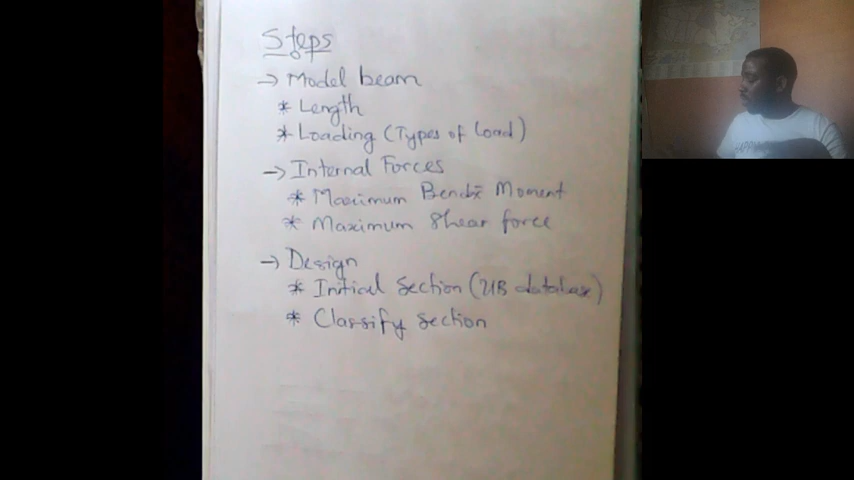 Steps
→ Model beam
* Length
* Loading (Types of load)
→ Internal Forces
* Maximum Bendg Moment
* Maximum Shear force
→ Design
* Initial Section (UB database)
* Classify Section